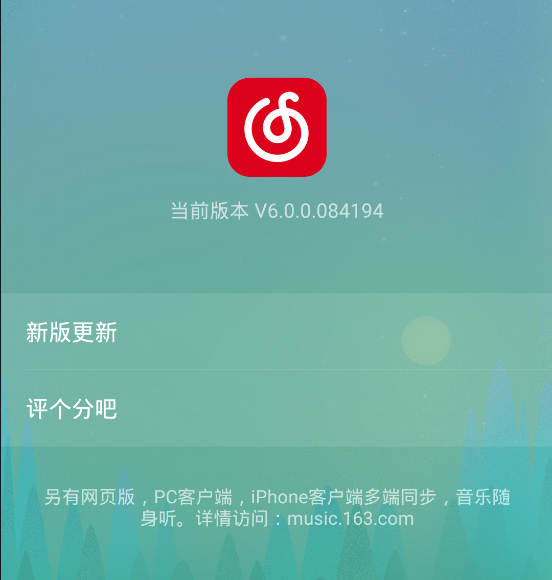 当前版本 V6.0.0.084194
新版更新
评个分吧
另有网页版，PC客户端，iPhone客户端多端同步，音乐随
身听。详情访问：music.163.com